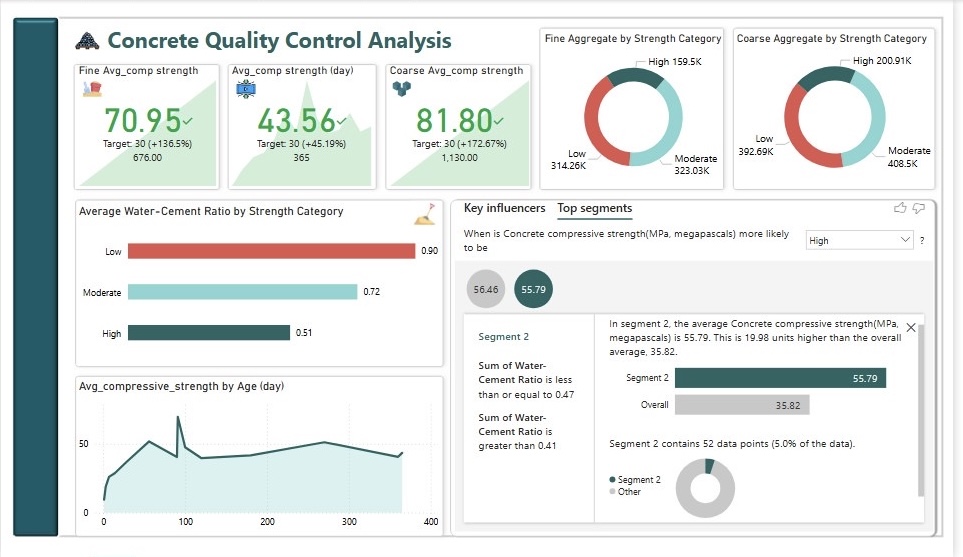 Concrete Quality Control Analysis
Fine Avg_comp strength
70.95
Target: 30 (+136.5%)
676.00
Avg_comp strength (day)
43.56
Target: 30 (+45.19%)
365
Coarse Avg_comp strength
81.80
Target: 30 (+172.67%)
1,130.00
Fine Aggregate by Strength Category
High 159.5K
Low
314.26K
Moderate
323.03K
Coarse Aggregate by Strength Category
High 200.91K
Low
392.69K
Moderate
408.5K
Average Water-Cement Ratio by Strength Category
Low 0.90
Moderate 0.72
High 0.51
Avg_compressive_strength by Age (day)
50
0
0 100 200 300 400
Key influencers Top segments
When is Concrete compressive strength(MPa, megapascals) more likely
to be
High
?
56.46 55.79
Segment 2
Sum of Water-
Cement Ratio is less
than or equal to 0.47
Sum of Water-
Cement Ratio is
greater than 0.41
In segment 2, the average Concrete compressive strength(MPa,
megapascals) is 55.79. This is 19.98 units higher than the overall
average, 35.82.
Segment 2 55.79
Overall 35.82
Segment 2 contains 52 data points (5.0% of the data).
Segment 2
Other